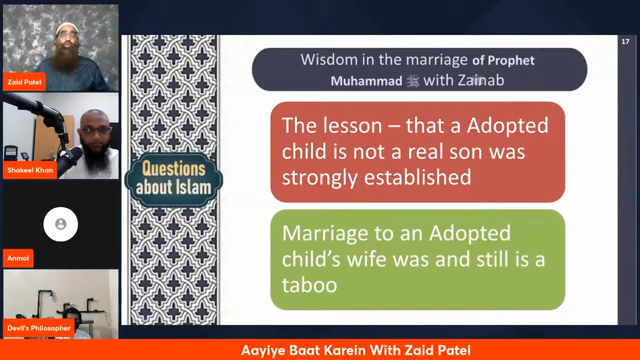 17
Wisdom in the marriage of Prophet
Muhammad ﷺ with Zainab
Zaid Patel
The lesson – that a Adopted
child is not a real son was
strongly established
Shakeel Khan
Questions
about Islam
Marriage to an Adopted
child's wife was and still is a
taboo
Anmol
Devil's Philosopher
Aayiye Baat Karein With Zaid Patel